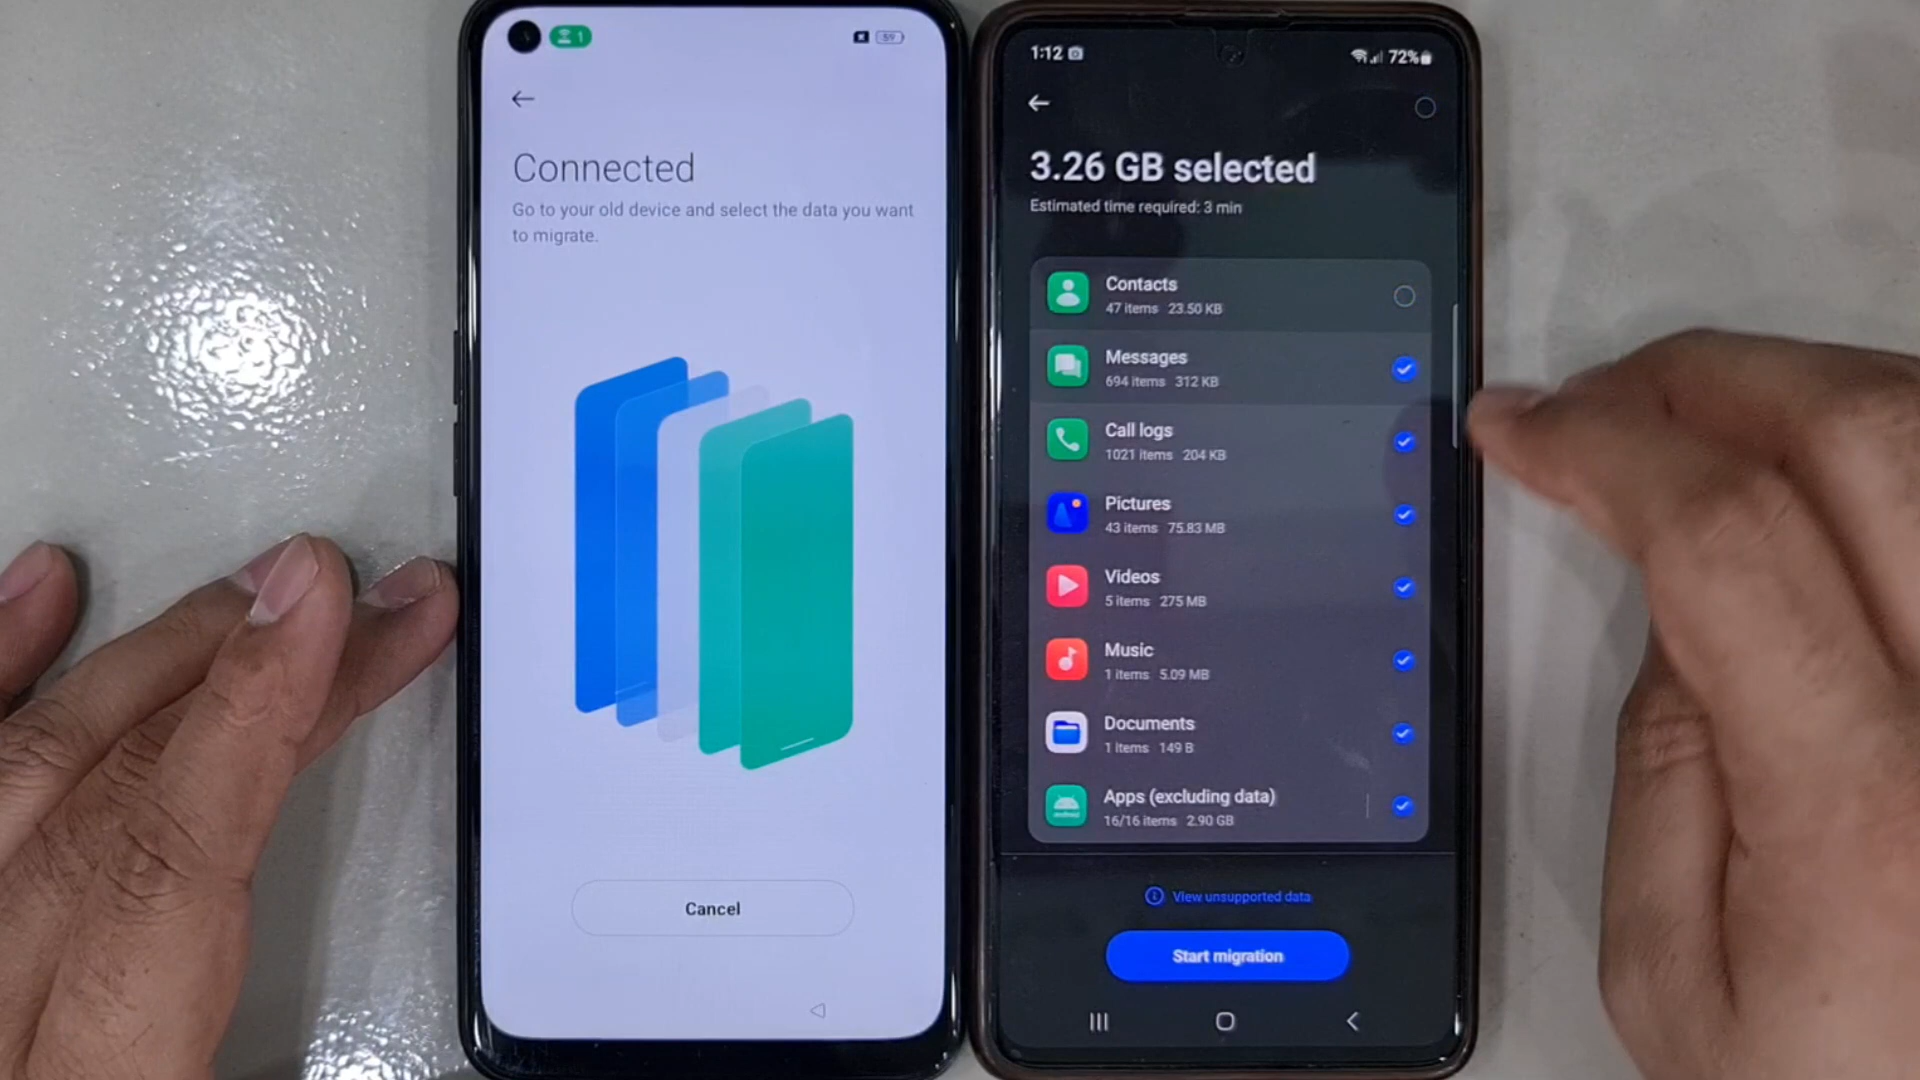 1
59
Connected
Go to your old device and select the data you want
to migrate.
Cancel
1:12
72%
3.26 GB selected
Estimated time required: 3 min
Contacts
47 items 23.50 KB
Messages
694 items 312 KB
Call logs
1021 items 204 KB
Pictures
43 items 75.83 MB
Videos
5 items 275 MB
Music
1 items 5.09 MB
Documents
1 items 149 B
Apps (excluding data)
16/16 items 2.90 GB
View unsupported data
Start migration